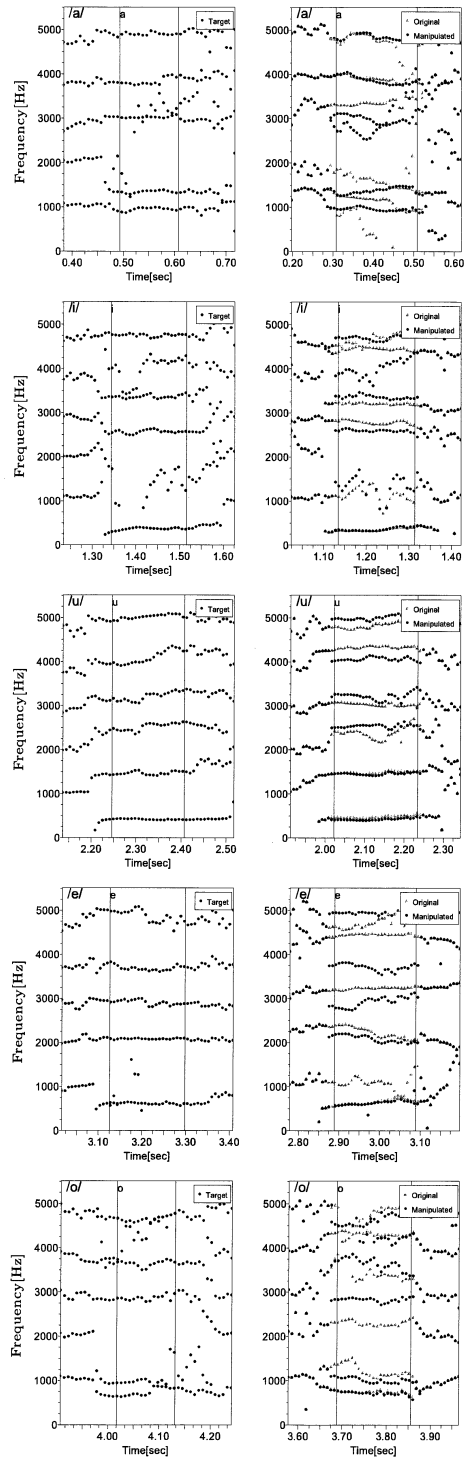 /a/
a
Target
5000
4000
3000
2000
1000
0
Frequency[Hz]
0.40 0.50 0.60 0.70
Time[sec]
/a/
a
Original
Manipulated
5000
4000
3000
2000
1000
0
0.20 0.30 0.40 0.50 0.60
Time[sec]
/i/
i
Target
5000
4000
3000
2000
1000
0
Frequency[Hz]
1.30 1.40 1.50 1.60
Time[sec]
/i/
i
Original
Manipulated
5000
4000
3000
2000
1000
0
1.10 1.20 1.30 1.40
Time[sec]
/u/
u
Target
5000
4000
3000
2000
1000
0
Frequency[Hz]
2.20 2.30 2.40 2.50
Time[sec]
/u/
u
Original
Manipulated
5000
4000
3000
2000
1000
0
2.00 2.10 2.20 2.30
Time[sec]
/e/
e
Target
5000
4000
3000
2000
1000
0
Frequency[Hz]
3.10 3.20 3.30 3.40
Time[sec]
/e/
e
Original
Manipulated
5000
4000
3000
2000
1000
0
2.80 2.90 3.00 3.10
Time[sec]
/o/
o
Target
5000
4000
3000
2000
1000
0
Frequency[Hz]
4.00 4.10 4.20
Time[sec]
/o/
o
Original
Manipulated
5000
4000
3000
2000
1000
0
3.60 3.70 3.80 3.90
Time[sec]